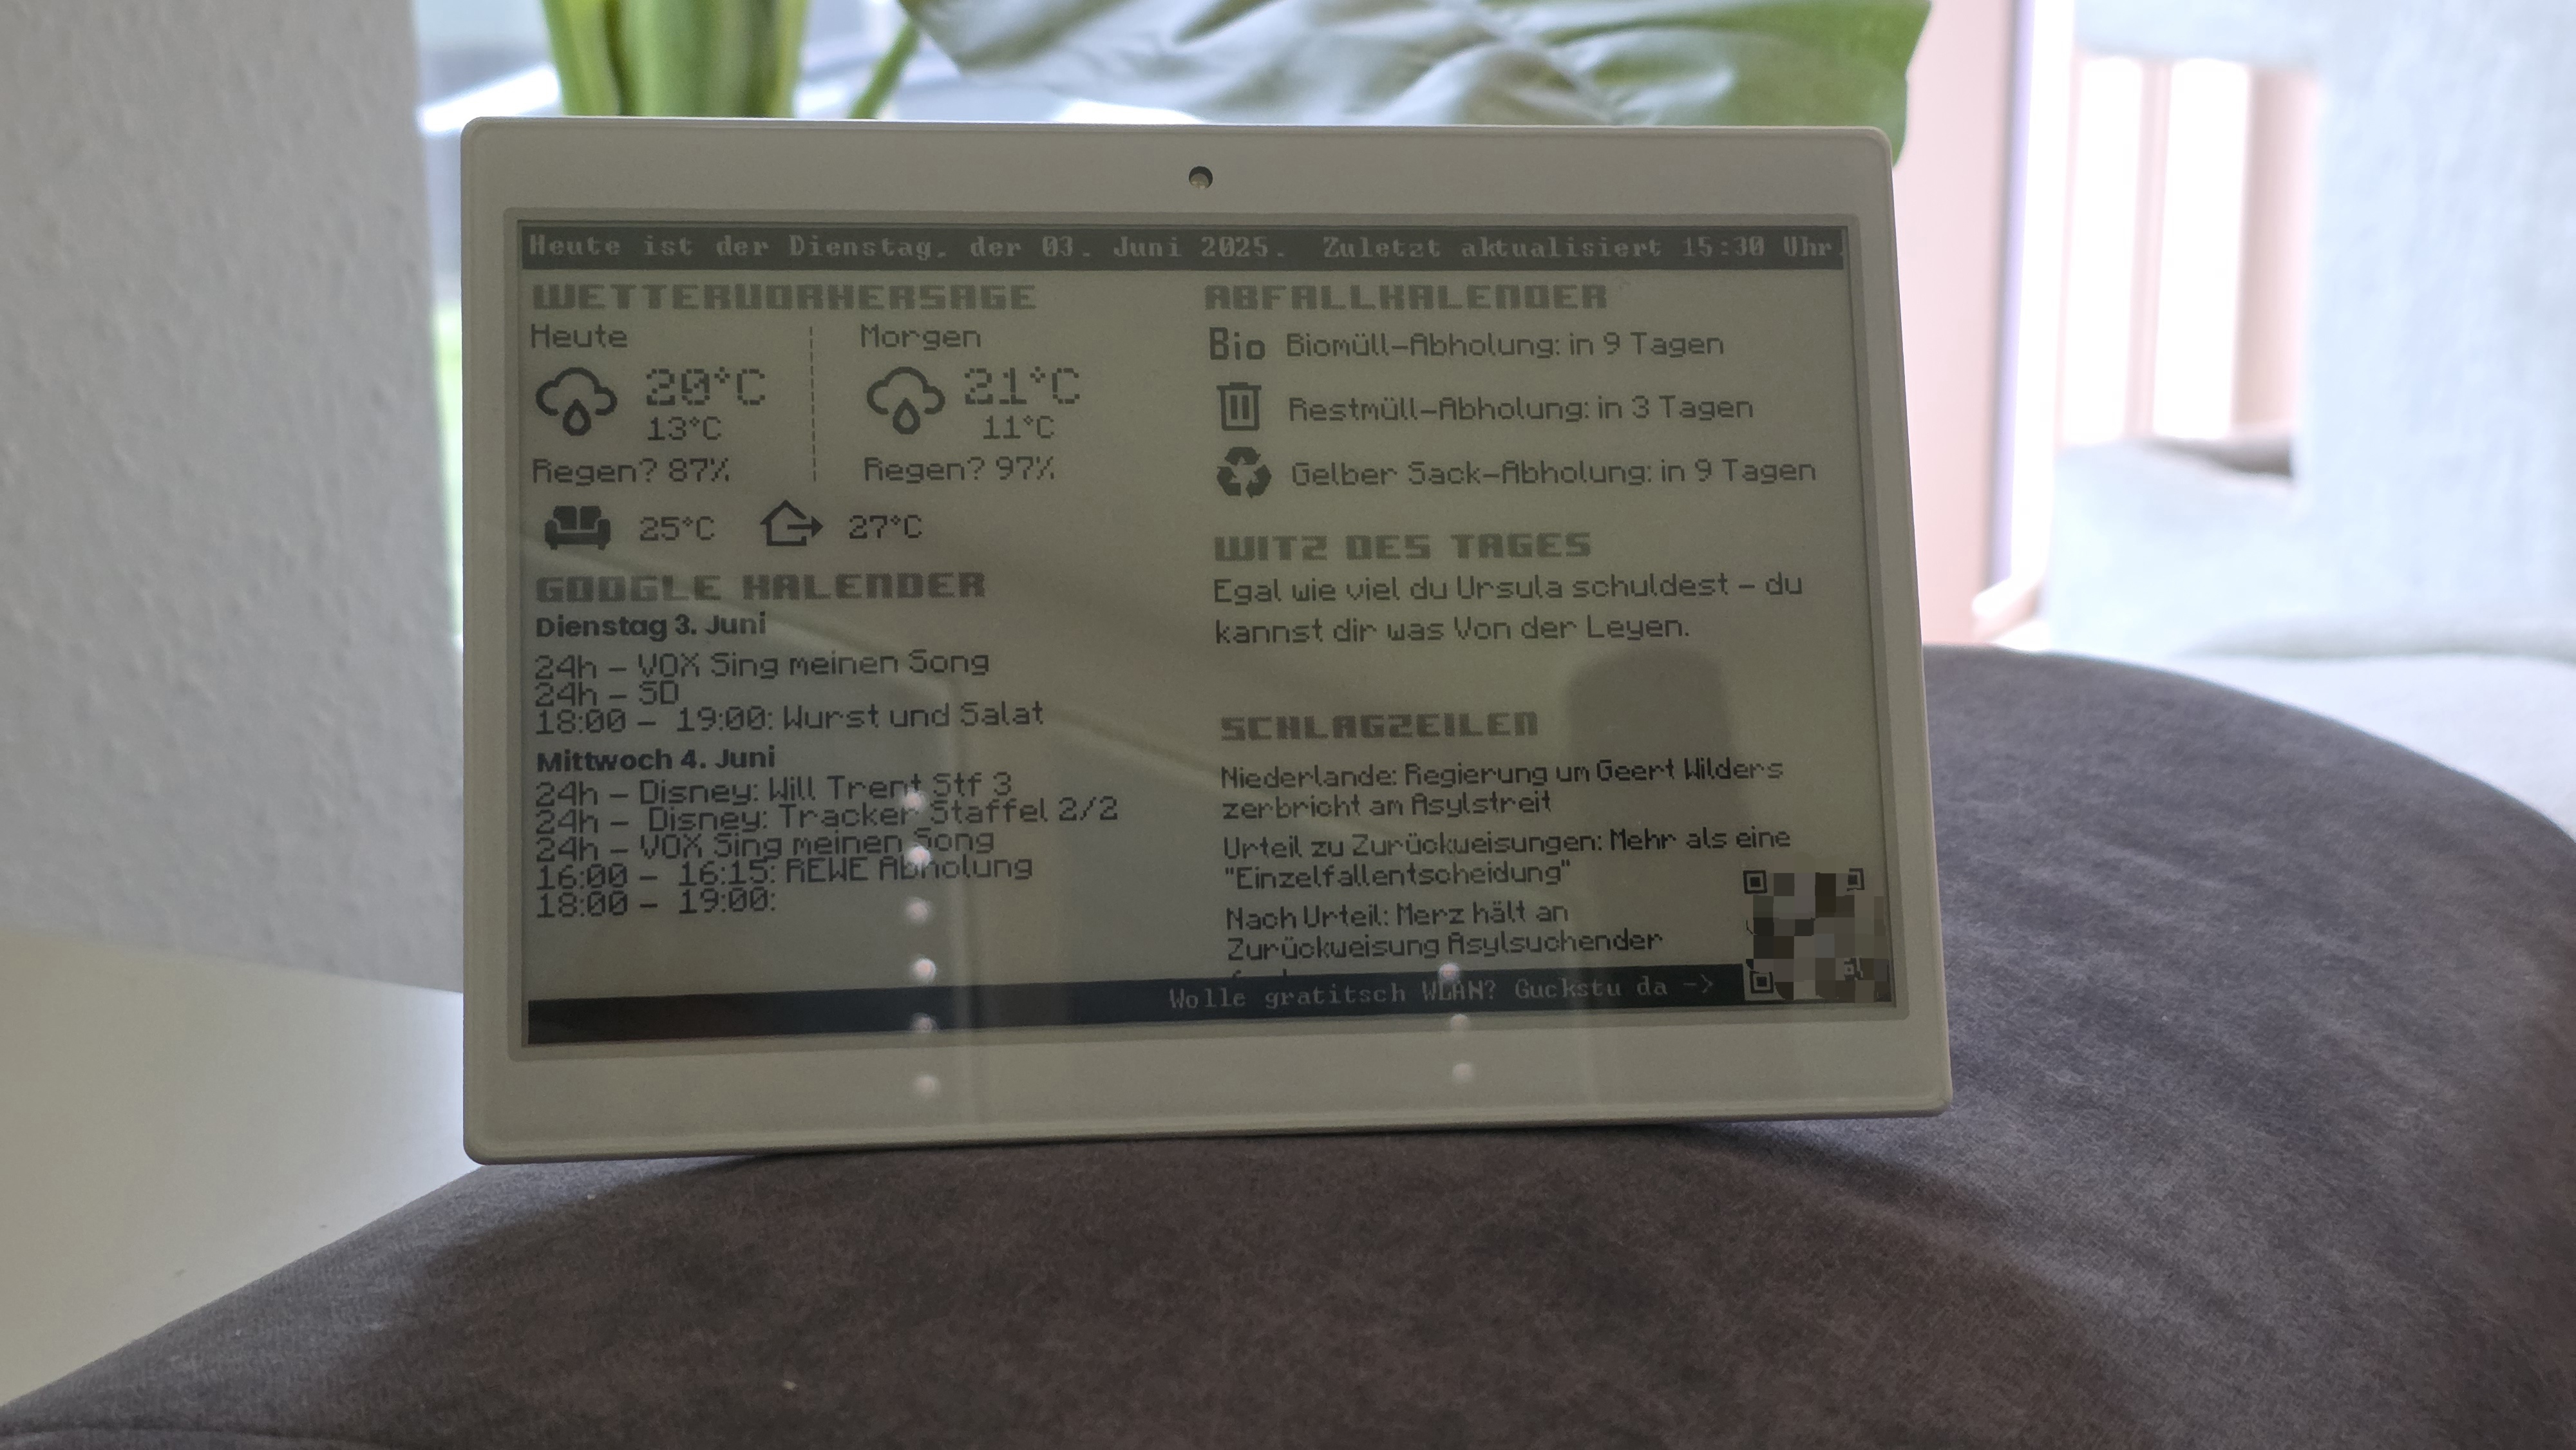 Heute ist der Dienstag, der 03. Juni 2025. Zuletzt aktualisiert 15:30 Uhr.
WETTERVORHERSAGE
Heute
20°C
13°C
Regen? 87%
Morgen
21°C
11°C
Regen? 97%
25°C
27°C
GOOGLE KALENDER
Dienstag 3. Juni
24h – VOX Sing meinen Song
24h – SD
18:00 – 19:00: Wurst und Salat
Mittwoch 4. Juni
24h – Disney: Will Trent Stf 3
24h – Disney: Tracker Staffel 2/2
24h – VOX Sing meinen Song
16:00 – 16:15: REWE Abholung
18:00 – 19:00:
ABFALLKALENDER
Bio Biomüll-Abholung: in 9 Tagen
Restmüll-Abholung: in 3 Tagen
Gelber Sack-Abholung: in 9 Tagen
WITZ DES TAGES
Egal wie viel du Ursula schuldest – du
kannst dir was Von der Leyen.
SCHLAGZEILEN
Niederlande: Regierung um Geert Wilders
zerbricht am Asylstreit
Urteil zu Zurückweisungen: Mehr als eine
"Einzelfallentscheidung"
Nach Urteil: Merz hält an
Zurückweisung Asylsuchender
Wolle gratitsch WLAN? Guckstu da ->